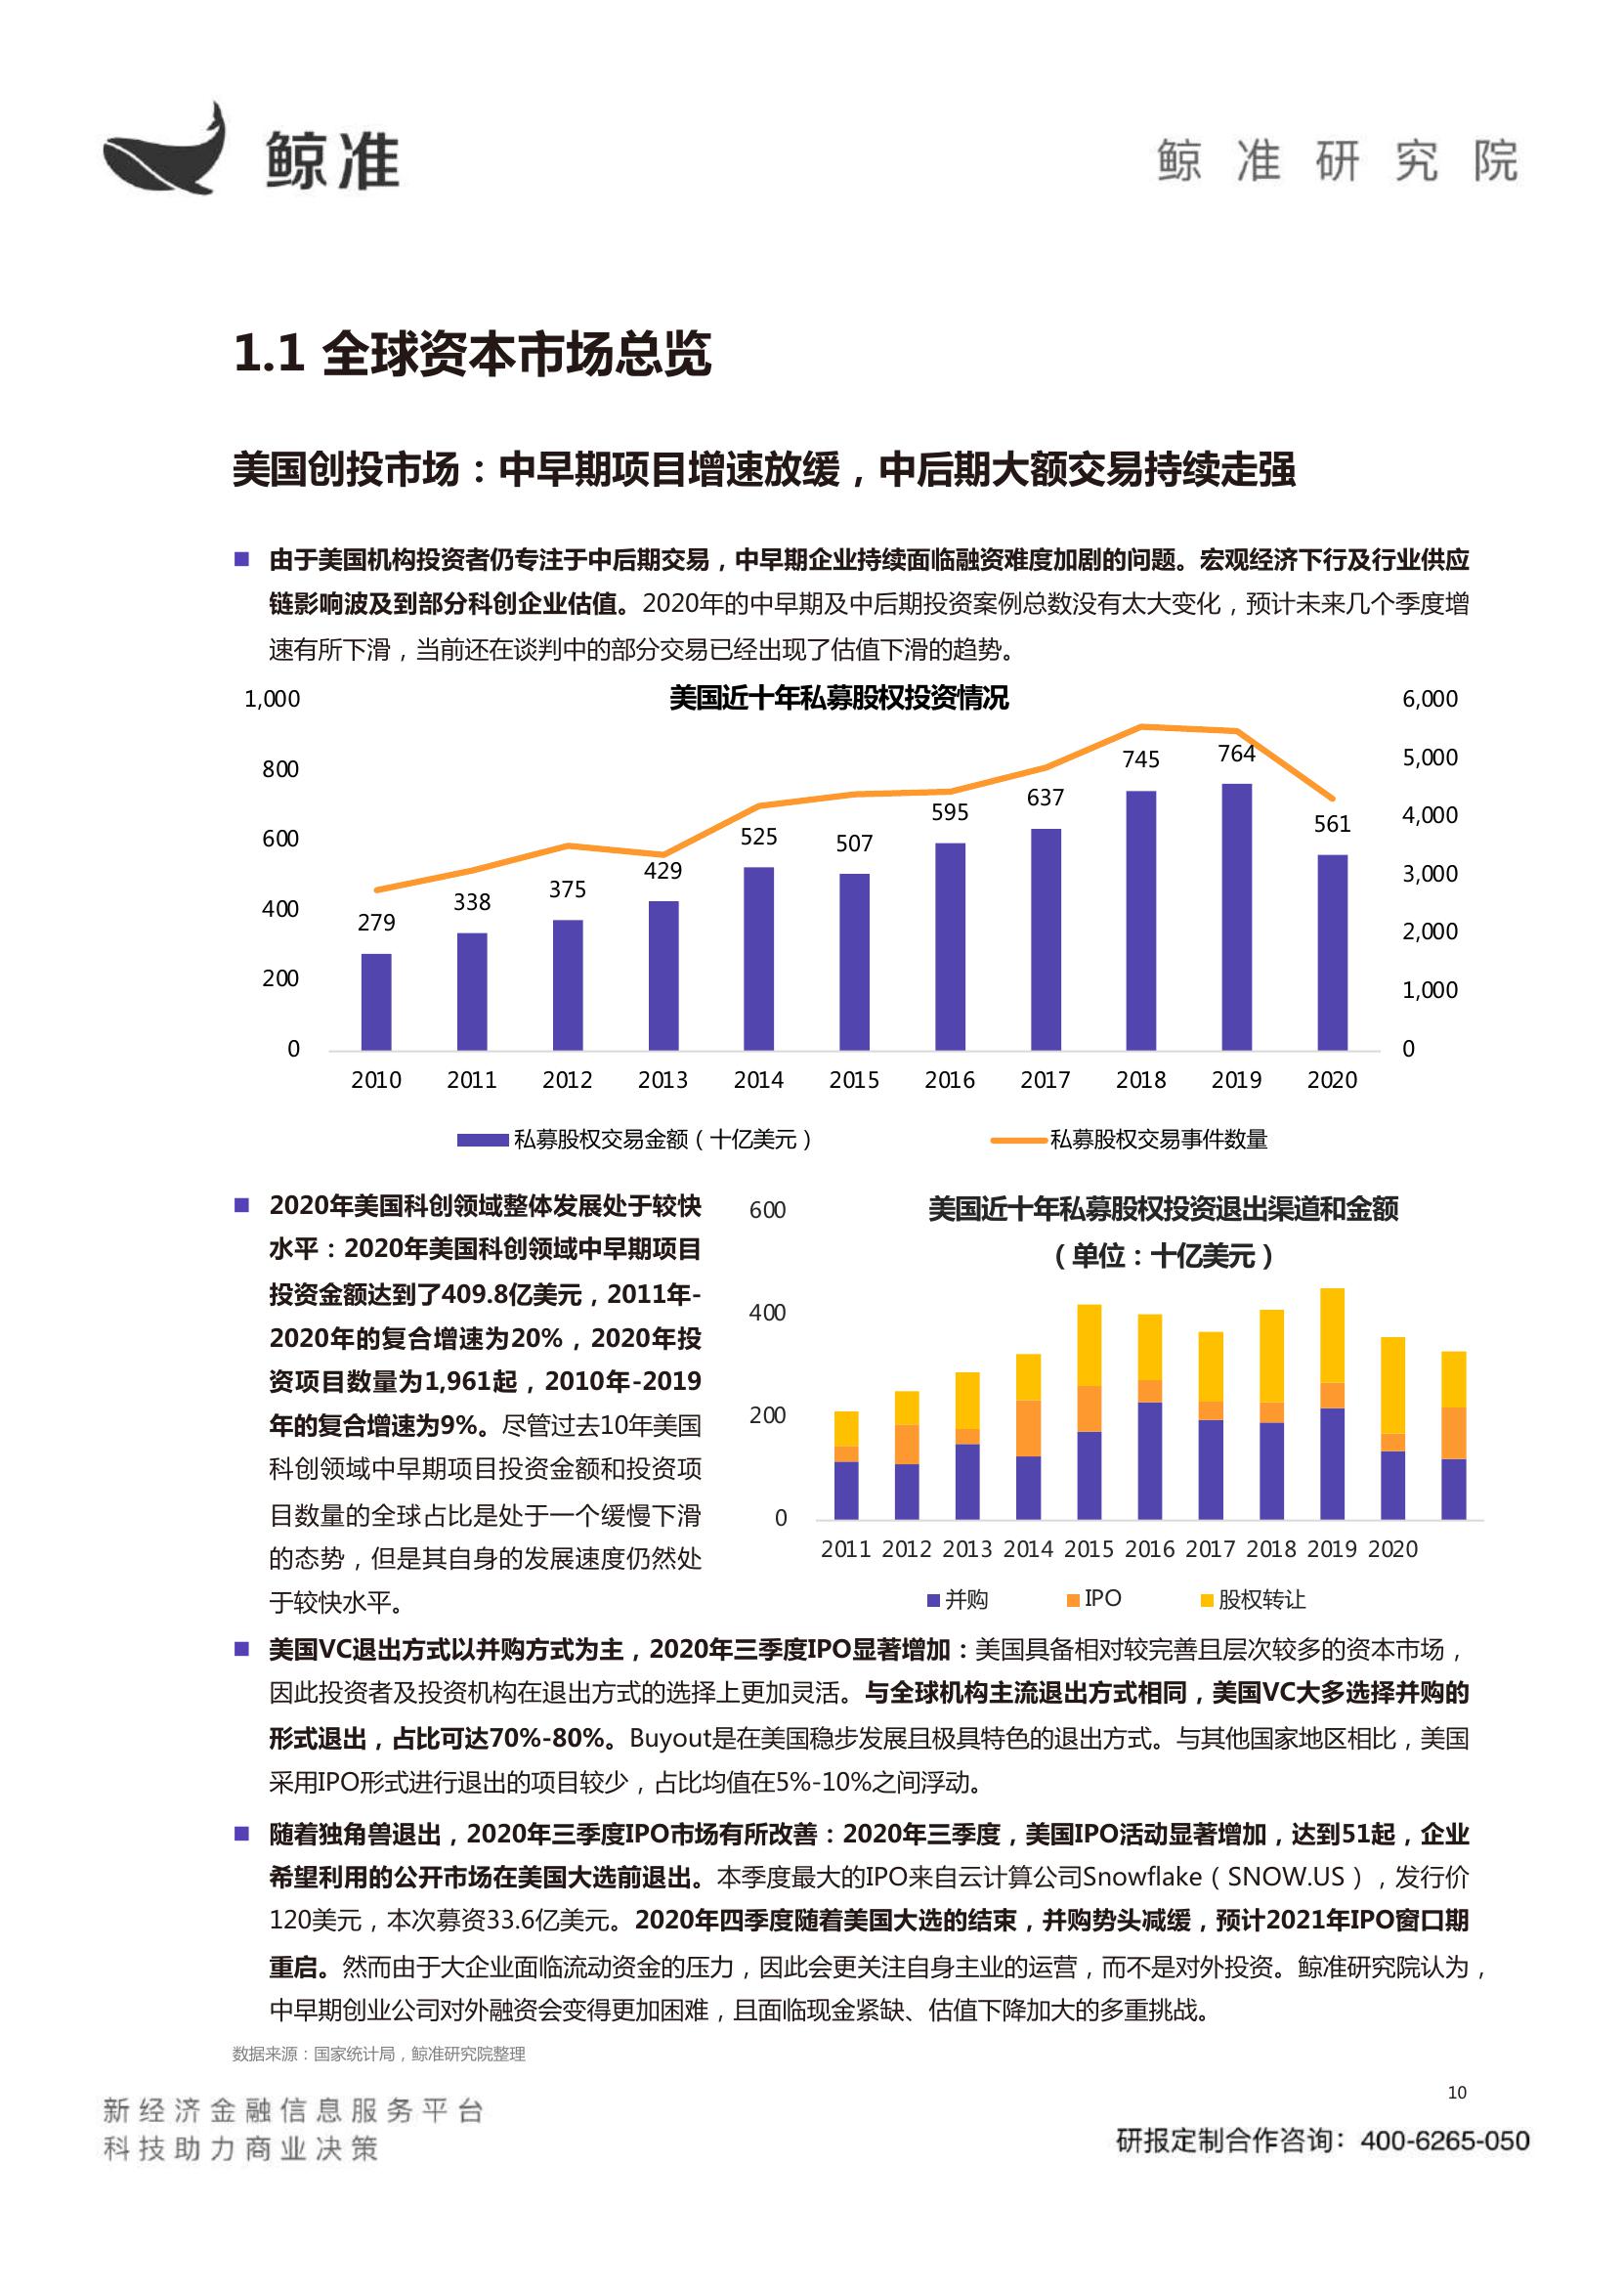 鲸准
鲸准研究院
1.1 全球资本市场总览
美国创投市场：中早期项目增速放缓，中后期大额交易持续走强
■ 由于美国机构投资者仍专注于中后期交易，中早期企业持续面临融资难度加剧的问题。宏观经济下行及行业供应
链影响波及到部分科创企业估值。2020年的中早期及中后期投资案例总数没有太大变化，预计未来几个季度增
速有所下滑，当前还在谈判中的部分交易已经出现了估值下滑的趋势。
美国近十年私募股权投资情况
1,000
800
600
400
200
0
6,000
5,000
4,000
3,000
2,000
1,000
0
279 338 375 429 525 507 595 637 745 764 561
2010 2011 2012 2013 2014 2015 2016 2017 2018 2019 2020
私募股权交易金额（十亿美元） 私募股权交易事件数量
■ 2020年美国科创领域整体发展处于较快
水平：2020年美国科创领域中早期项目
投资金额达到了409.8亿美元，2011年-
2020年的复合增速为20%，2020年投
资项目数量为1,961起，2010年-2019
年的复合增速为9%。尽管过去10年美国
科创领域中早期项目投资金额和投资项
目数量的全球占比是处于一个缓慢下滑
的态势，但是其自身的发展速度仍然处
于较快水平。
美国近十年私募股权投资退出渠道和金额
（单位：十亿美元）
600
400
200
0
2011 2012 2013 2014 2015 2016 2017 2018 2019 2020
并购 IPO 股权转让
■ 美国VC退出方式以并购方式为主，2020年三季度IPO显著增加：美国具备相对较完善且层次较多的资本市场，
因此投资者及投资机构在退出方式的选择上更加灵活。与全球机构主流退出方式相同，美国VC大多选择并购的
形式退出，占比可达70%-80%。Buyout是在美国稳步发展且极具特色的退出方式。与其他国家地区相比，美国
采用IPO形式进行退出的项目较少，占比均值在5%-10%之间浮动。
■ 随着独角兽退出，2020年三季度IPO市场有所改善：2020年三季度，美国IPO活动显著增加，达到51起，企业
希望利用的公开市场在美国大选前退出。本季度最大的IPO来自云计算公司Snowflake（SNOW.US），发行价
120美元，本次募资33.6亿美元。2020年四季度随着美国大选的结束，并购势头减缓，预计2021年IPO窗口期
重启。然而由于大企业面临流动资金的压力，因此会更关注自身主业的运营，而不是对外投资。鲸准研究院认为，
中早期创业公司对外融资会变得更加困难，且面临现金紧缺、估值下降加大的多重挑战。
数据来源：国家统计局，鲸准研究院整理
10
新经济金融信息服务平台
科技助力商业决策
研报定制合作咨询：400-6265-050